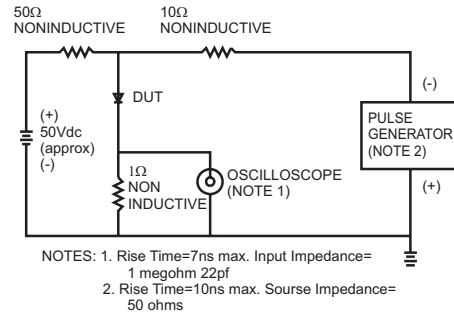 50Ω
NONINDUCTIVE
10Ω
NONINDUCTIVE
(+)
50Vdc
(approx)
(-)
DUT
1Ω
NON
INDUCTIVE
OSCILLOSCOPE
(NOTE 1)
(-)
PULSE
GENERATOR
(NOTE 2)
(+)
NOTES: 1. Rise Time=7ns max. Input Impedance=
1 megohm 22pf
2. Rise Time=10ns max. Sourse Impedance=
50 ohms